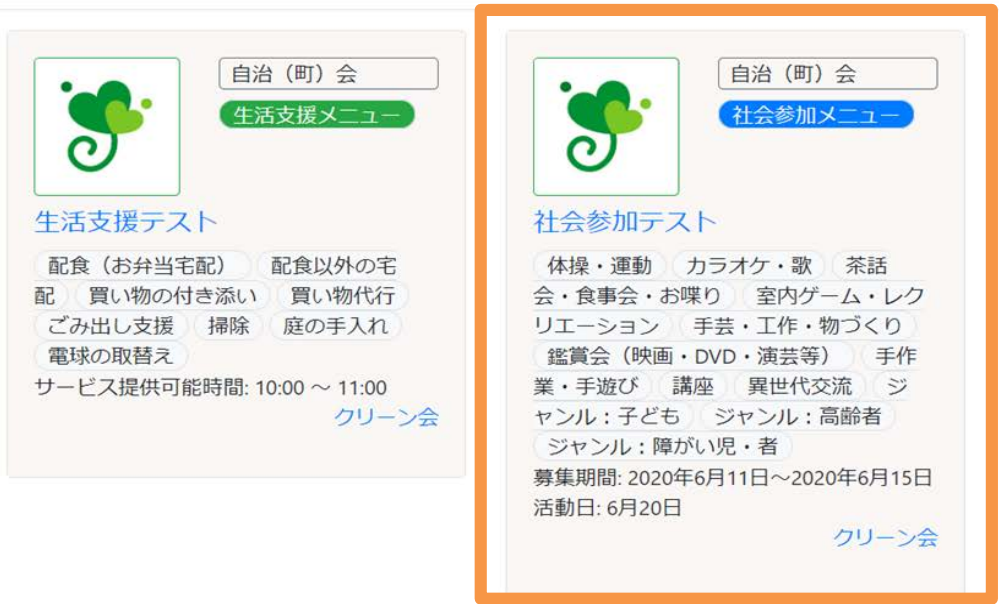 自治（町）会
生活支援メニュー
生活支援テスト
配食（お弁当宅配） 配食以外の宅
配 買い物の付き添い 買い物代行
ごみ出し支援 掃除 庭の手入れ
電球の取替え
サービス提供可能時間: 10:00 ～ 11:00
クリーン会
自治（町）会
社会参加メニュー
社会参加テスト
体操・運動 カラオケ・歌 茶話
会・食事会・お喋り 室内ゲーム・レク
リエーション 手芸・工作・物づくり
鑑賞会（映画・DVD・演芸等） 手作
業・手遊び 講座 異世代交流 ジ
ャンル：子ども ジャンル：高齢者
ジャンル：障がい児・者
募集期間: 2020年6月11日～2020年6月15日
活動日: 6月20日
クリーン会